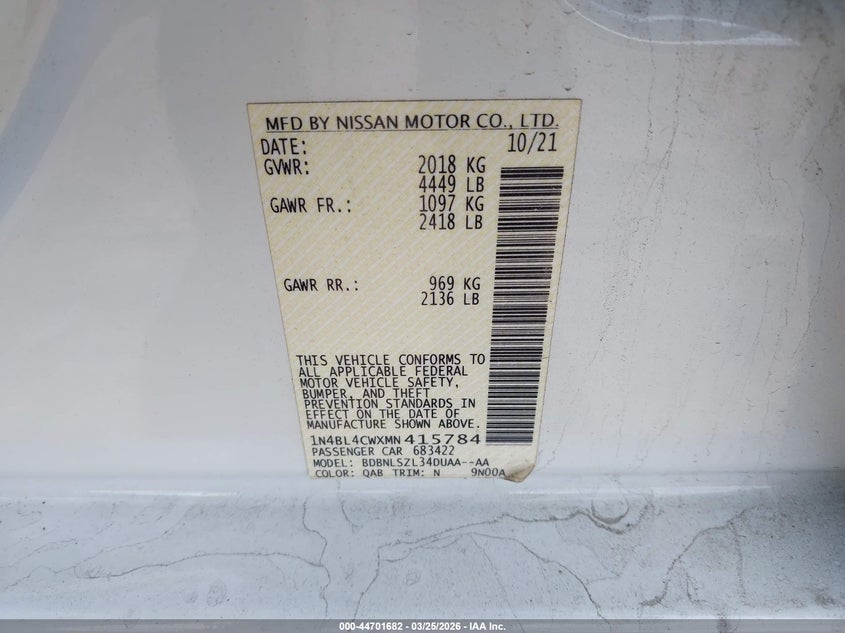 MFD BY NISSAN MOTOR CO., LTD.
DATE: 10/21
GVWR: 2018 KG
4449 LB
GAWR FR.: 1097 KG
2418 LB
GAWR RR.: 969 KG
2136 LB
THIS VEHICLE CONFORMS TO
ALL APPLICABLE FEDERAL
MOTOR VEHICLE SAFETY,
BUMPER, AND THEFT
PREVENTION STANDARDS IN
EFFECT ON THE DATE OF
MANUFACTURE SHOWN ABOVE.
1N4BL4CWXMN415784
PASSENGER CAR 683422
MODEL: BDBNLSZL34DUAA--AA
COLOR: QAB TRIM: N 9N00A
000-44701682 - 03/25/2026 - IAA Inc.